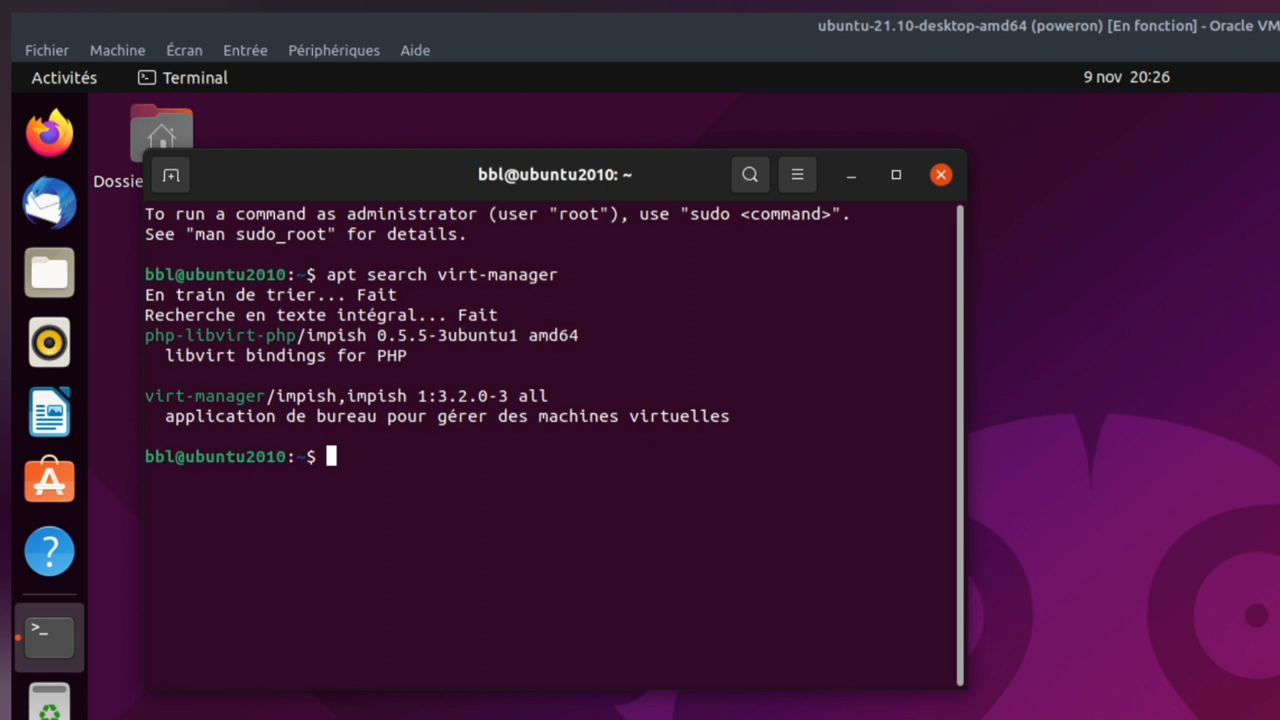 ubuntu-21.10-desktop-amd64 (poweron) [En fonction] - Oracle VM
Fichier Machine Écran Entrée Périphériques Aide
Activités Terminal 9 nov 20:26
Dossie
bbl@ubuntu2010: ~
To run a command as administrator (user "root"), use "sudo <command>".
See "man sudo_root" for details.
bbl@ubuntu2010:~$ apt search virt-manager
En train de trier... Fait
Recherche en texte intégral... Fait
php-libvirt-php/impish 0.5.5-3ubuntu1 amd64
libvirt bindings for PHP
virt-manager/impish,impish 1:3.2.0-3 all
application de bureau pour gérer des machines virtuelles
bbl@ubuntu2010:~$